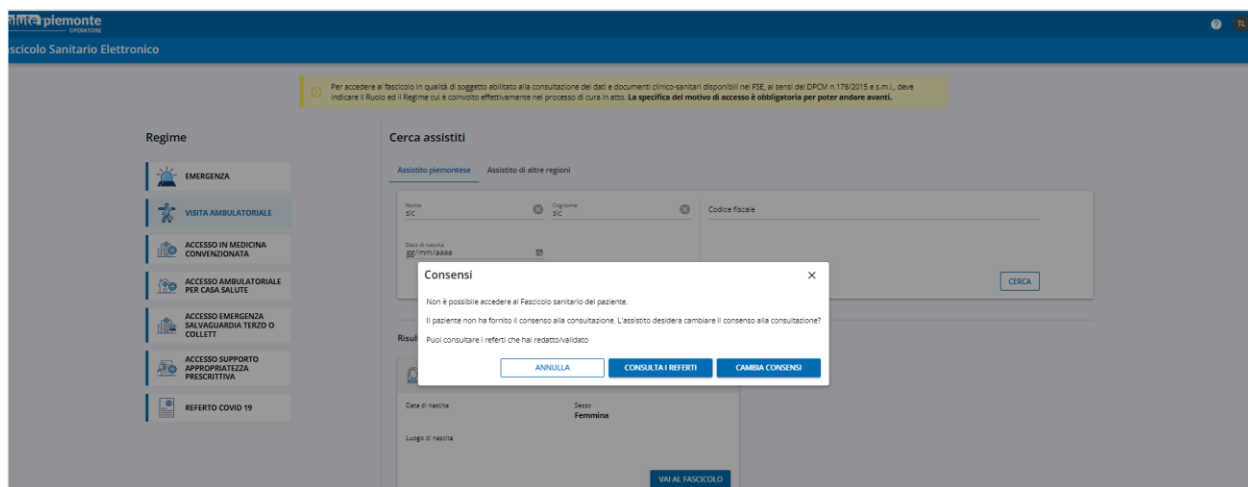 salute piemonte
OPERATORE
TL
Fascicolo Sanitario Elettronico
Per accedere al fascicolo in qualità di soggetto abilitato alla consultazione dei dati e documenti clinico-sanitari disponibili nel FSE, ai sensi del DPCM n.178/2015 e s.m.i., deve
indicare il Ruolo ed il Regime cui è coinvolto effettivamente nel processo di cura in atto. La specifica del motivo di accesso è obbligatoria per poter andare avanti.
Regime
EMERGENZA
VISITA AMBULATORIALE
ACCESSO IN MEDICINA
CONVENZIONATA
ACCESSO AMBULATORIALE
PER CASA SALUTE
ACCESSO EMERGENZA
SALVAGUARDIA TERZO O
COLLETT
ACCESSO SUPPORTO
APPROPRIATEZZA
PRESCRITTIVA
REFERTO COVID 19
Cerca assistiti
Assistito piemontese Assistito di altre regioni
Nome
sic
Cognome
sic
Codice fiscale
Data di nascita
gg/mm/aaaa
CERCA
Consensi
Non è possibile accedere al Fascicolo sanitario del paziente.
Il paziente non ha fornito il consenso alla consultazione. L'assistito desidera cambiare il consenso alla consultazione?
Puoi consultare i referti che hai redatto/validato
ANNULLA CONSULTA I REFERTI CAMBIA CONSENSI
Data di nascita
Sesso
Femmina
Luogo di nascita
VAI AL FASCICOLO